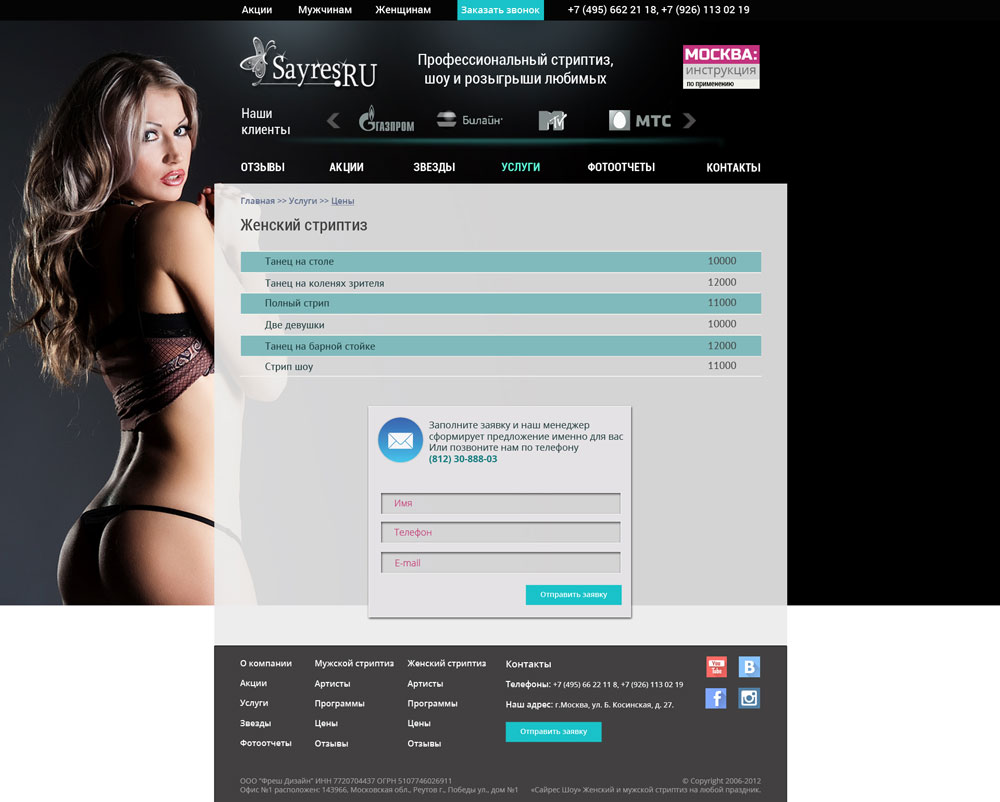 Акции Мужчинам Женщинам Заказать звонок +7 (495) 662 21 18, +7 (926) 113 02 19
Sayres.RU
Профессиональный стриптиз,
шоу и розыгрыши любимых
МОСКВА:
инструкция
по применению
Наши
клиенты
ГАЗПРОМ Билайн MTV МТС
ОТЗЫВЫ АКЦИИ ЗВЕЗДЫ УСЛУГИ ФОТООТЧЕТЫ КОНТАКТЫ
Главная >> Услуги >> Цены
Женский стриптиз
Танец на столе 10000
Танец на коленях зрителя 12000
Полный стрип 11000
Две девушки 10000
Танец на барной стойке 12000
Стрип шоу 11000
Заполните заявку и наш менеджер
сформирует предложение именно для вас
Или позвоните нам по телефону
(812) 30-888-03
Имя
Телефон
E-mail
Отправить заявку
О компании
Акции
Услуги
Звезды
Фотоотчеты
Мужской стриптиз
Артисты
Программы
Цены
Отзывы
Женский стриптиз
Артисты
Программы
Цены
Отзывы
Контакты
Телефоны: +7 (495) 66 22 11 8, +7 (926) 113 02 19
Наш адрес: г.Москва, ул. Б. Косинская, д. 27.
Отправить заявку
You
Tube
B
f
ООО "Фреш Дизайн" ИНН 7720704437 ОГРН 5107746026911
Офис №1 расположен: 143966, Московская обл., Реутов г., Победы ул., дом №1
© Copyright 2006-2012
«Сайрес Шоу» Женский и мужской стриптиз на любой праздник.